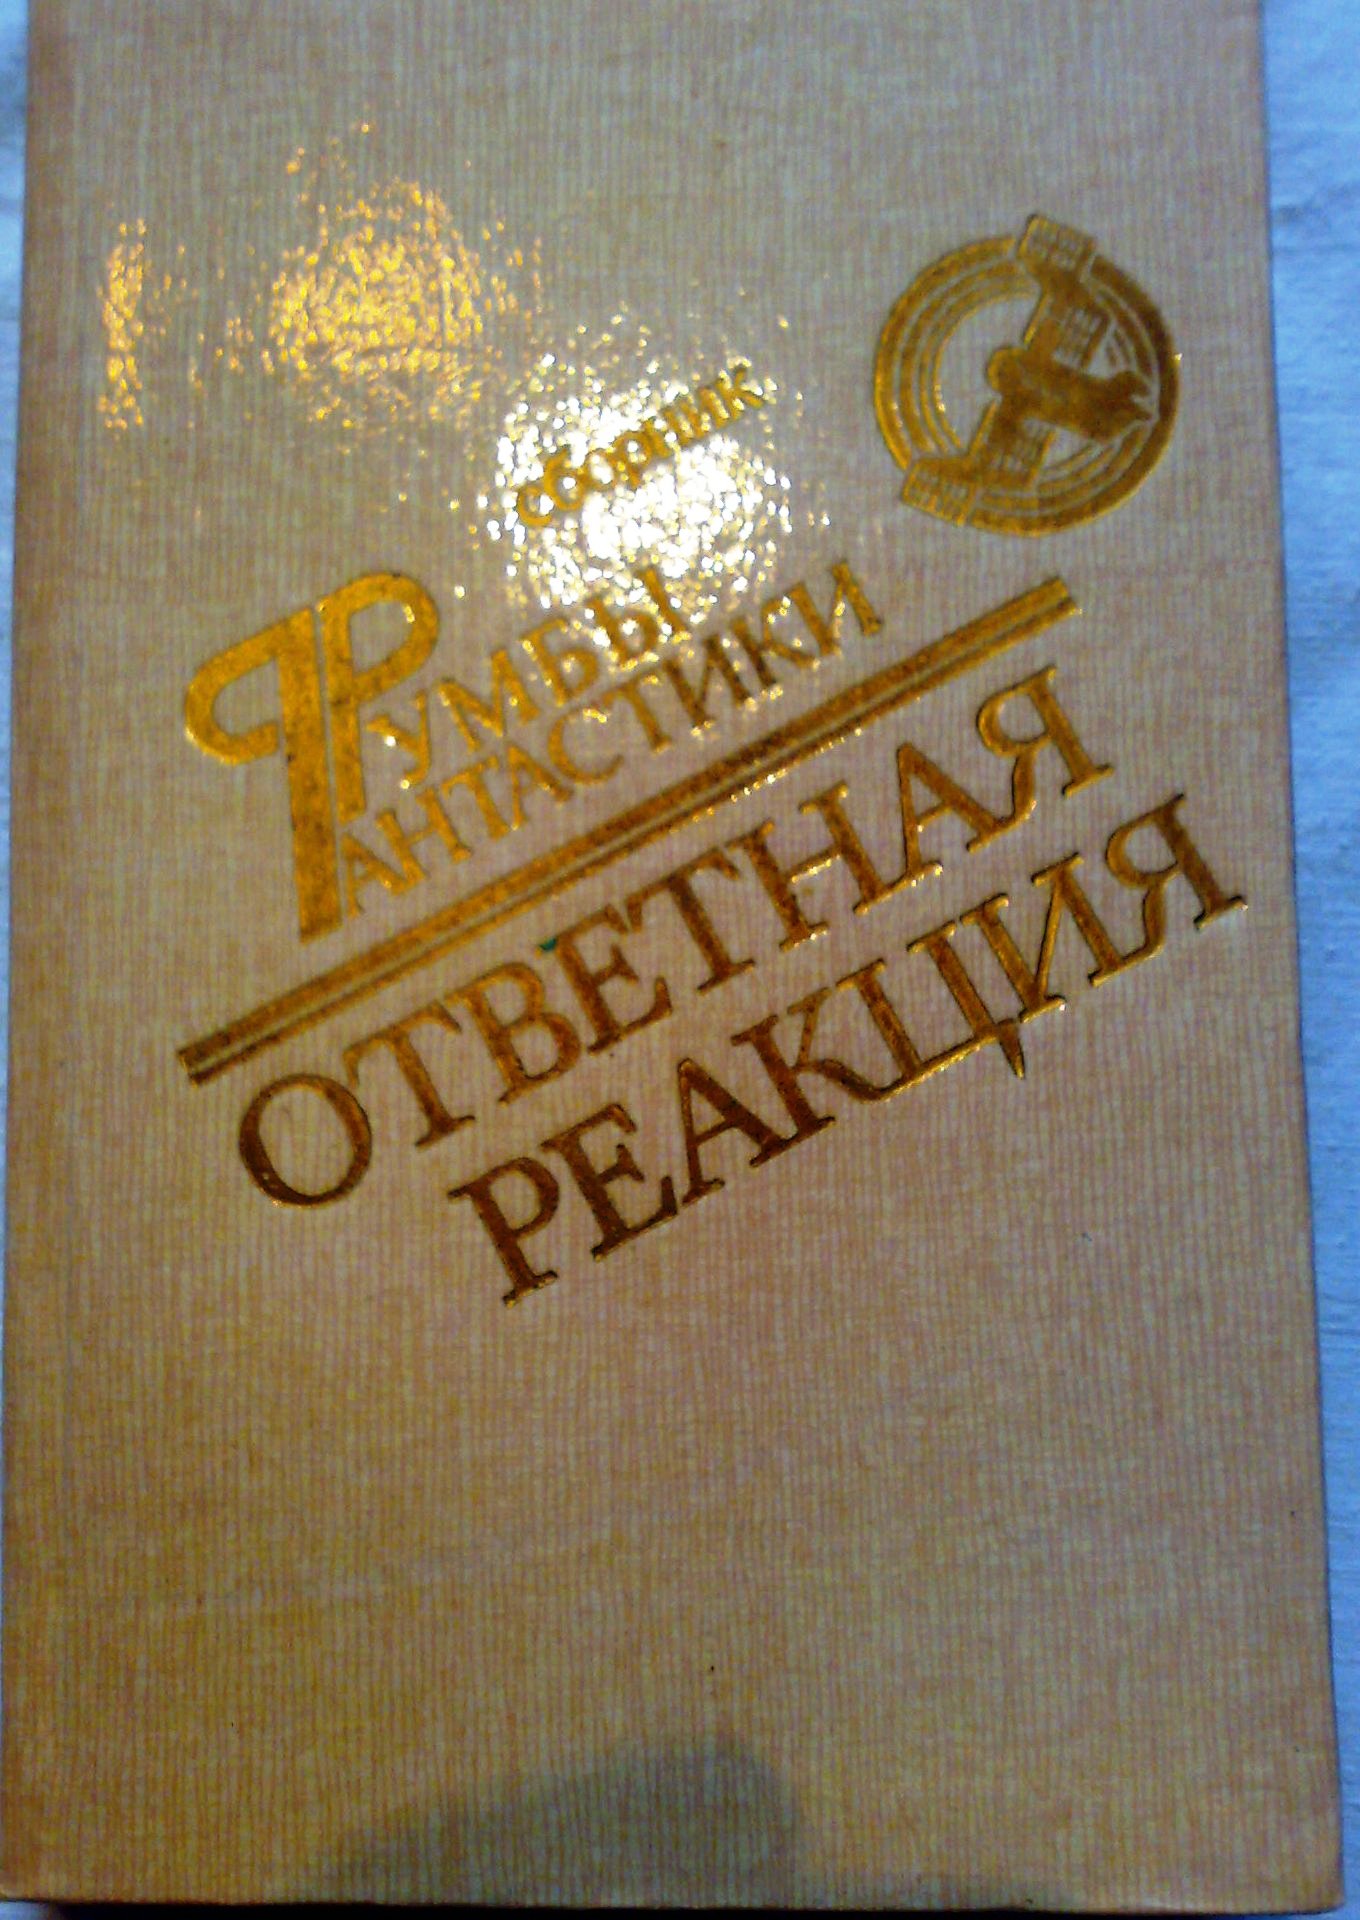 сборник
Румбы
Фантастики
ОТВЕТНАЯ
РЕАКЦИЯ